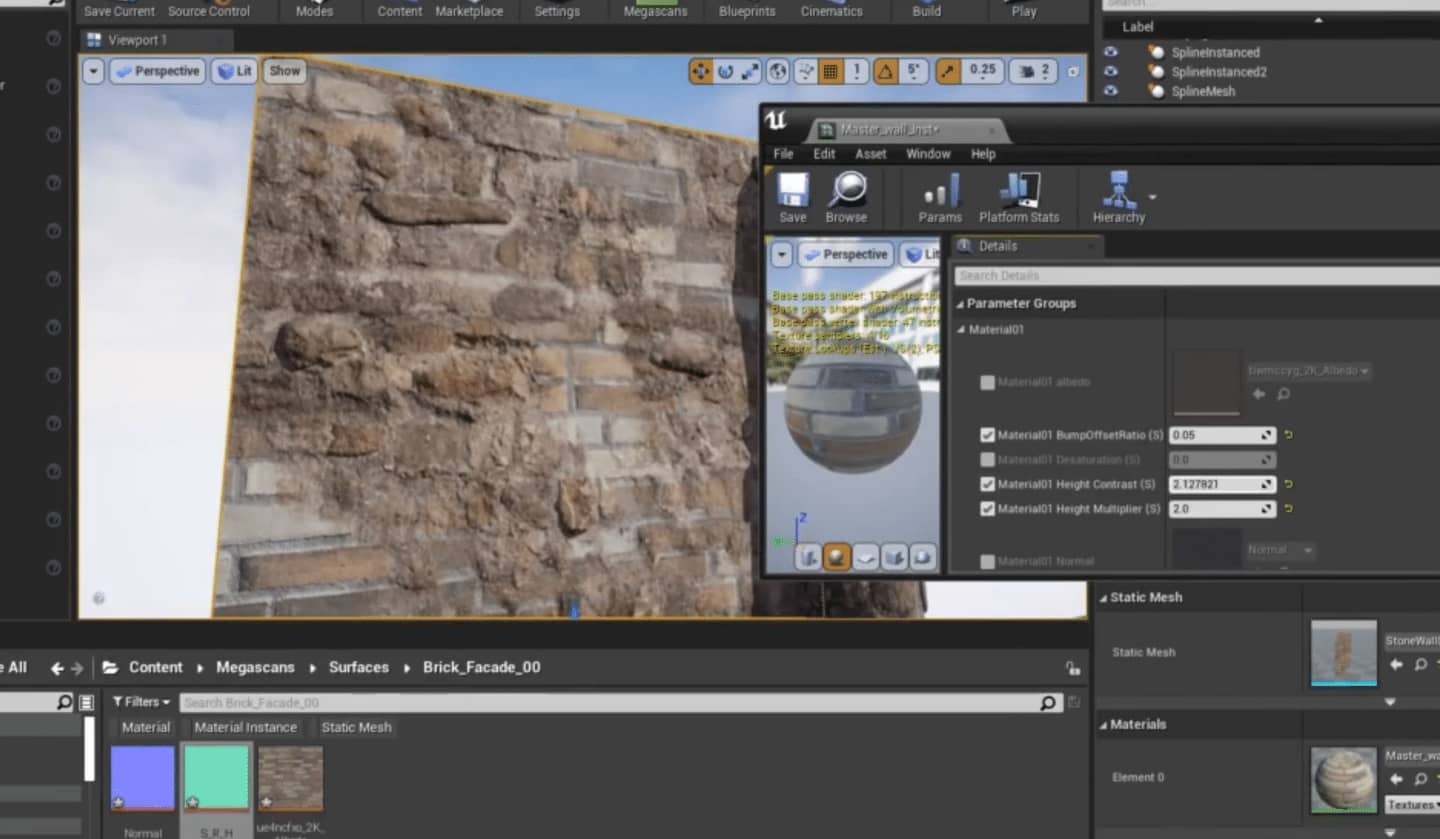 Save Current Source Control Modes Content Marketplace Settings Megascans Blueprints Cinematics Build Play
Label
Viewport 1
SplineInstanced
SplineInstanced2
SplineMesh
Perspective Lit Show 1 5° 0.25 2
Master_wall_Inst*
File Edit Asset Window Help
Save Browse Params Platform Stats Hierarchy
Details
Perspective Lit
Search Details
Parameter Groups
Material01
Material01 albedo
tiwmccyg_2K_Albedo
Material01 BumpOffsetRatio (S) 0.05
Material01 Desaturation (S) 0.0
Material01 Height Contrast (S) 2.127821
Material01 Height Multiplier (S) 2.0
Z
Material01 Normal
Normal
Static Mesh
Static Mesh
StoneWall
e All Content Megascans Surfaces Brick_Facade_00
Filters Search Brick_Facade_00
Material Material Instance Static Mesh
Materials
Element 0
Master_wa
Textures
Normal
S_R_H
ue4ncfxo_2K_